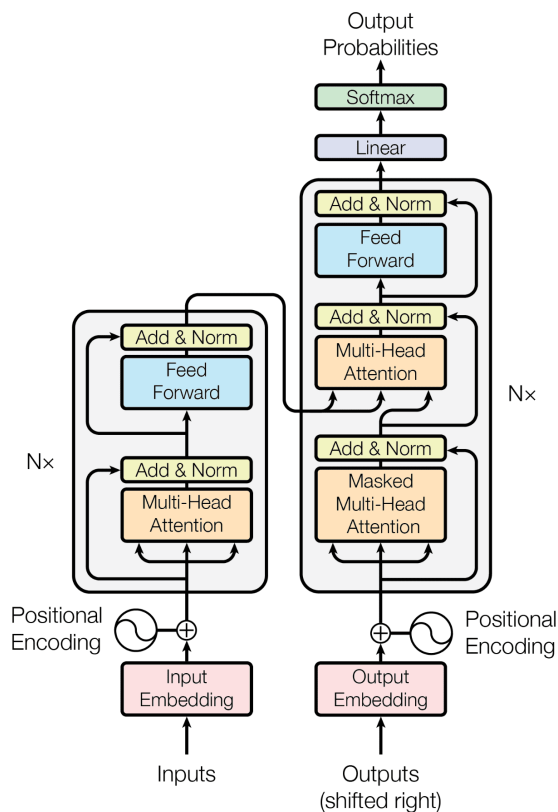 Output
Probabilities
Softmax
Linear
Add & Norm
Feed
Forward
Add & Norm
Multi-Head
Attention
Add & Norm
Masked
Multi-Head
Attention
N×
Positional
Encoding
Output
Embedding
Outputs
(shifted right)
Add & Norm
Feed
Forward
Add & Norm
Multi-Head
Attention
N×
Positional
Encoding
Input
Embedding
Inputs